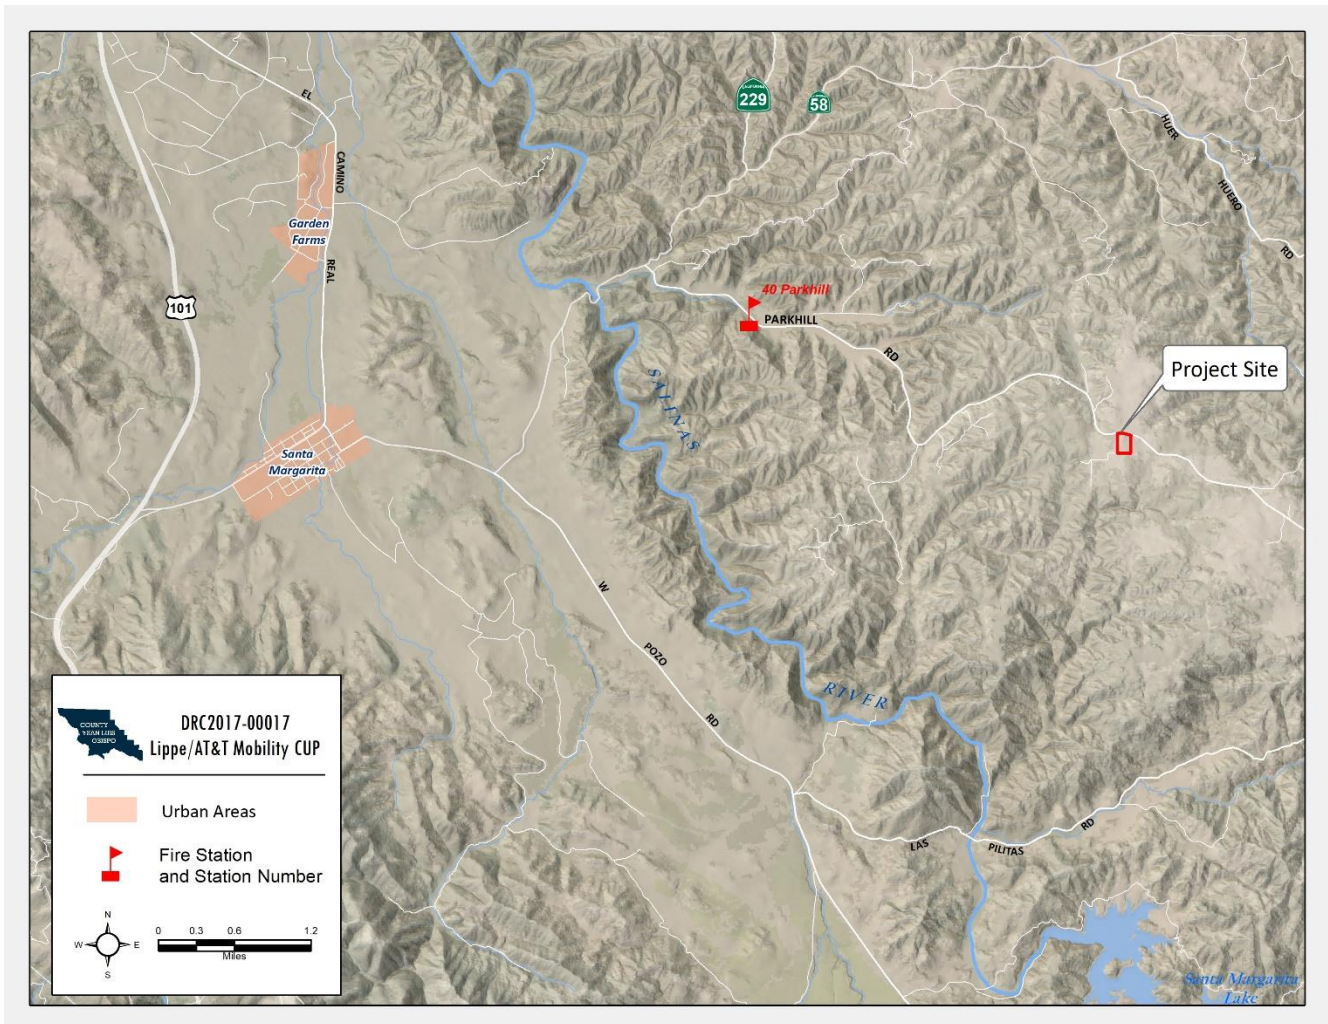 EL
CAMINO
REAL
Garden
Farms
101
229
58
HUER
HUERO
RD
40 Parkhill
PARKHILL
RD
Project Site
Santa
Margarita
SALINAS
RIVER
W
POZO
RD
LAS
PILITAS
RD
Santa Margarita
Lake
COUNTY
OBISPO
DRC2017-00017
Lippe/AT&T Mobility CUP
Urban Areas
Fire Station
and Station Number
N
W
E
S
0 0.3 0.6 1.2
Miles